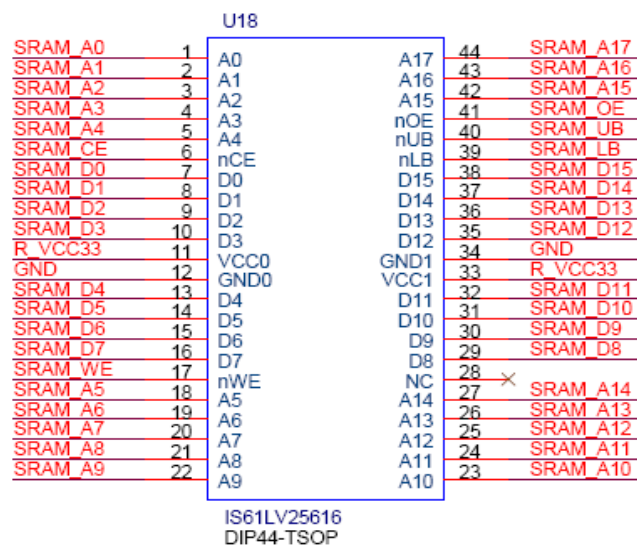 U18
SRAM_A0 1 A0 A17 44 SRAM_A17
SRAM_A1 2 A1 A16 43 SRAM_A16
SRAM_A2 3 A2 A15 42 SRAM_A15
SRAM_A3 4 A3 nOE 41 SRAM_OE
SRAM_A4 5 A4 nUB 40 SRAM_UB
SRAM_CE 6 nCE nLB 39 SRAM_LB
SRAM_D0 7 D0 D15 38 SRAM_D15
SRAM_D1 8 D1 D14 37 SRAM_D14
SRAM_D2 9 D2 D13 36 SRAM_D13
SRAM_D3 10 D3 D12 35 SRAM_D12
R_VCC33 11 VCC0 GND1 34 GND
GND 12 GND0 VCC1 33 R_VCC33
SRAM_D4 13 D4 D11 32 SRAM_D11
SRAM_D5 14 D5 D10 31 SRAM_D10
SRAM_D6 15 D6 D9 30 SRAM_D9
SRAM_D7 16 D7 D8 29 SRAM_D8
SRAM_WE 17 nWE NC 28
SRAM_A5 18 A5 A14 27 SRAM_A14
SRAM_A6 19 A6 A13 26 SRAM_A13
SRAM_A7 20 A7 A12 25 SRAM_A12
SRAM_A8 21 A8 A11 24 SRAM_A11
SRAM_A9 22 A9 A10 23 SRAM_A10
IS61LV25616
DIP44-TSOP